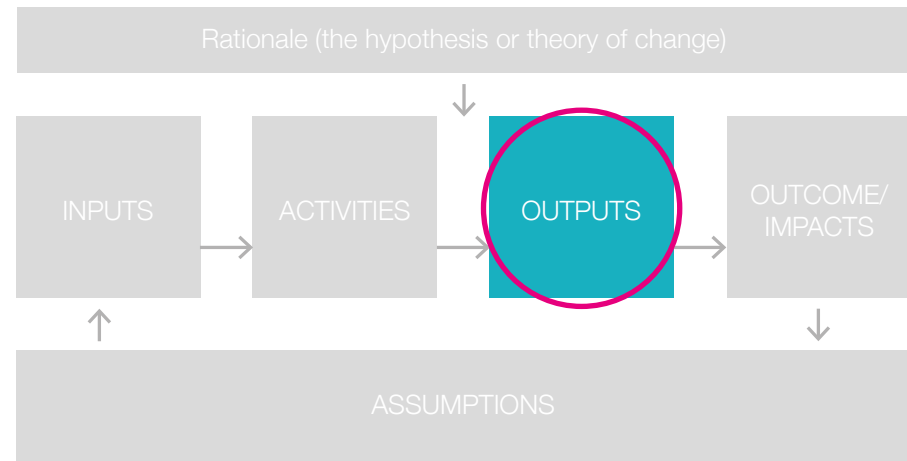 Rationale (the hypothesis or theory of change)
INPUTS
ACTIVITIES
OUTPUTS
OUTCOME/
IMPACTS
ASSUMPTIONS